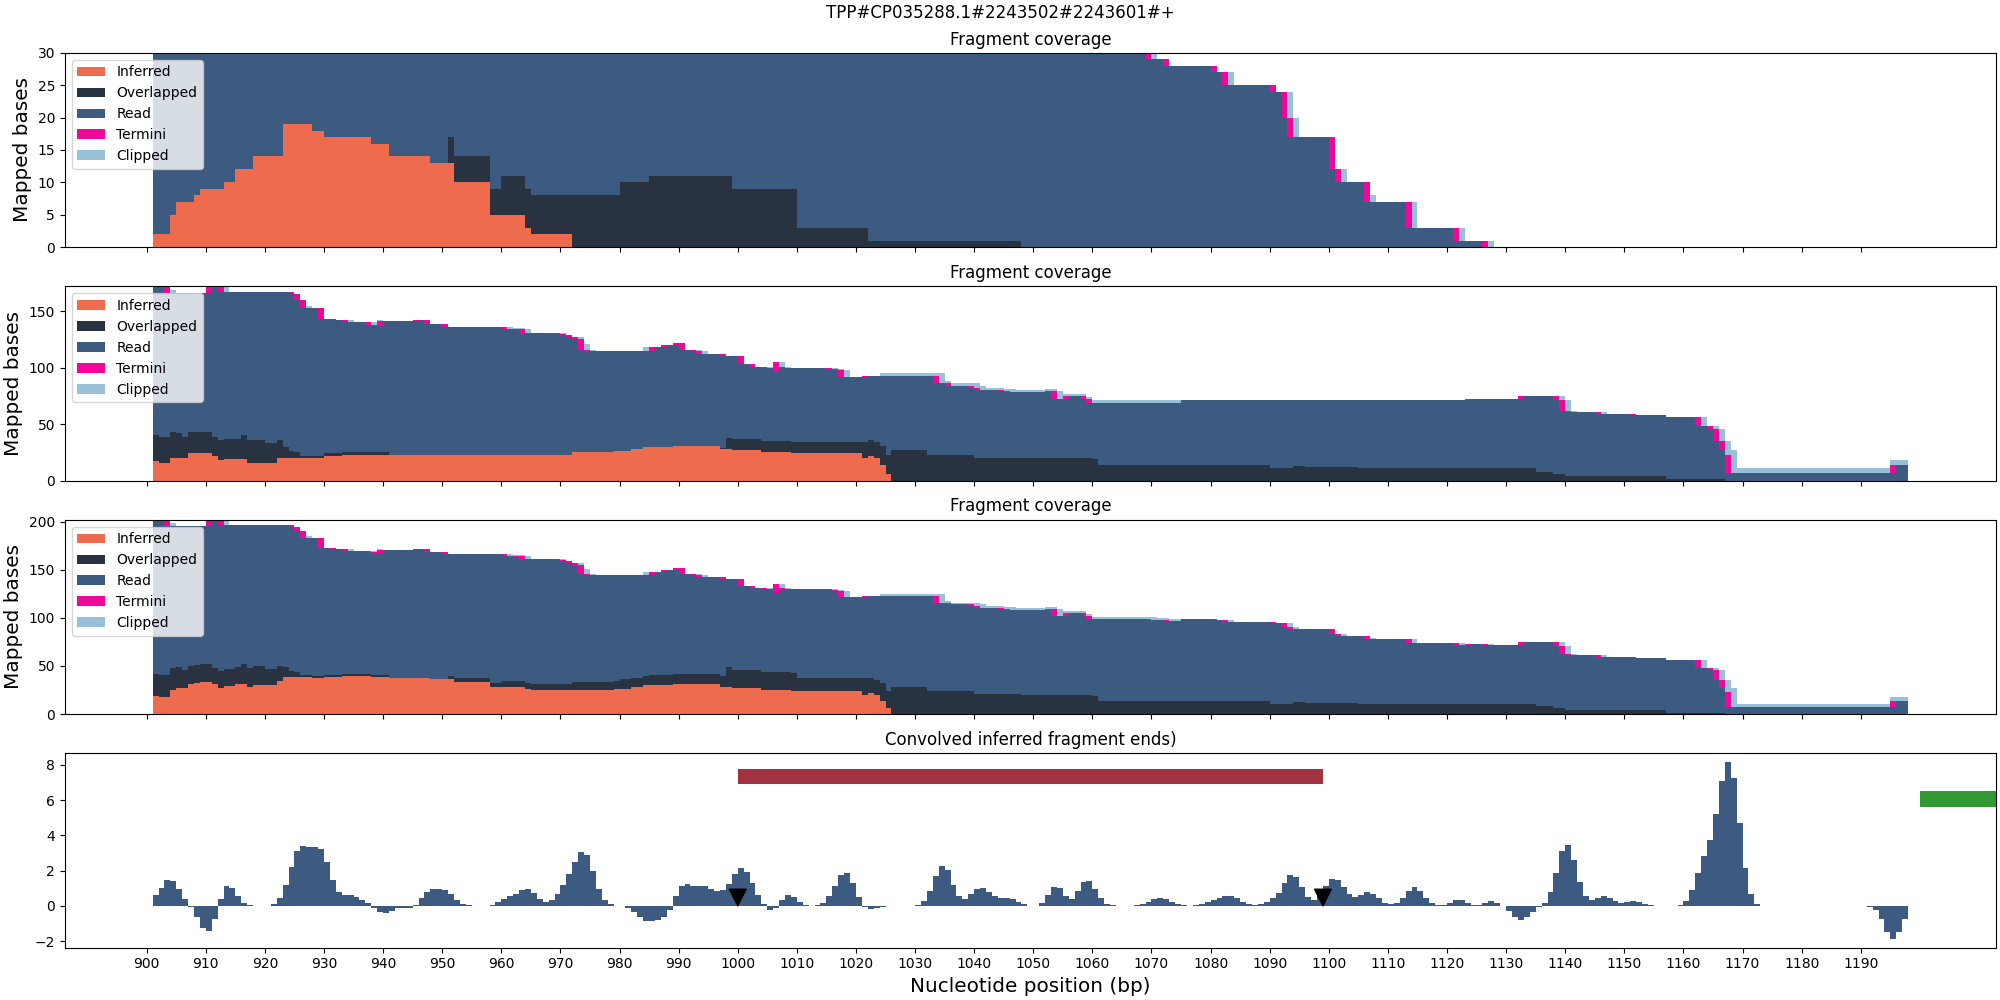 TPP#CP035288.1#2243502#2243601#+
Fragment coverage
Mapped bases
30
25
20
15
10
5
0
Inferred
Overlapped
Read
Termini
Clipped
Fragment coverage
Mapped bases
150
100
50
0
Inferred
Overlapped
Read
Termini
Clipped
Fragment coverage
Mapped bases
200
150
100
50
0
Inferred
Overlapped
Read
Termini
Clipped
Convolved inferred fragment ends)
8
6
4
2
0
−2
900 910 920 930 940 950 960 970 980 990 1000 1010 1020 1030 1040 1050 1060 1070 1080 1090 1100 1110 1120 1130 1140 1150 1160 1170 1180 1190
Nucleotide position (bp)